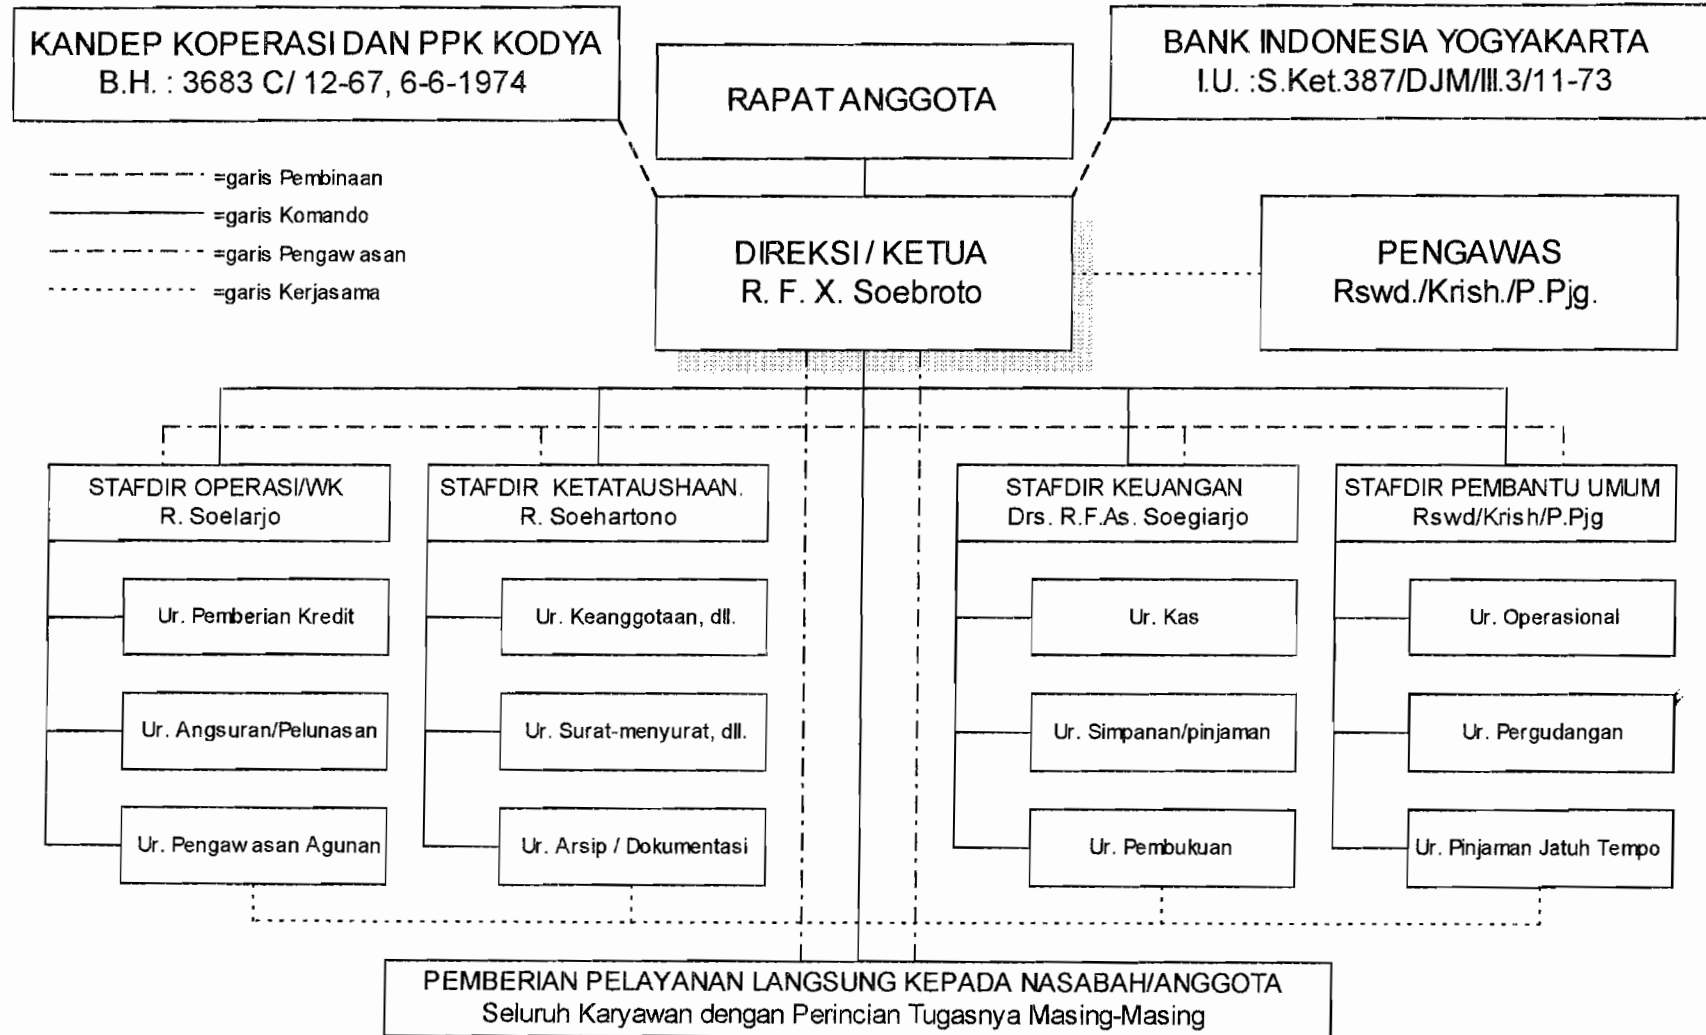 KANDEP KOPERASI DAN PPK KODYA
B.H. : 3683 C/ 12-67, 6-6-1974
RAPAT ANGGOTA
BANK INDONESIA YOGYAKARTA
I.U. :S.Ket.387/DJM/III.3/11-73
=garis Pembinaan
=garis Komando
=garis Pengawasan
=garis Kerjasama
DIREKSI / KETUA
R. F. X. Soebroto
PENGAWAS
Rswd./Krish./P.Pjg.
STAFDIR OPERASI/WK
R. Soelarjo
STAFDIR KETATAUSHAAN.
R. Soehartono
STAFDIR KEUANGAN
Drs. R.F.As. Soegiarjo
STAFDIR PEMBANTU UMUM
Rswd/Krish/P.Pjg
Ur. Pemberian Kredit
Ur. Keanggotaan, dll.
Ur. Kas
Ur. Operasional
Ur. Angsuran/Pelunasan
Ur. Surat-menyurat, dll.
Ur. Simpanan/pinjaman
Ur. Pergudangan
Ur. Pengawasan Agunan
Ur. Arsip / Dokumentasi
Ur. Pembukuan
Ur. Pinjaman Jatuh Tempo
PEMBERIAN PELAYANAN LANGSUNG KEPADA NASABAH/ANGGOTA
Seluruh Karyawan dengan Perincian Tugasnya Masing-Masing